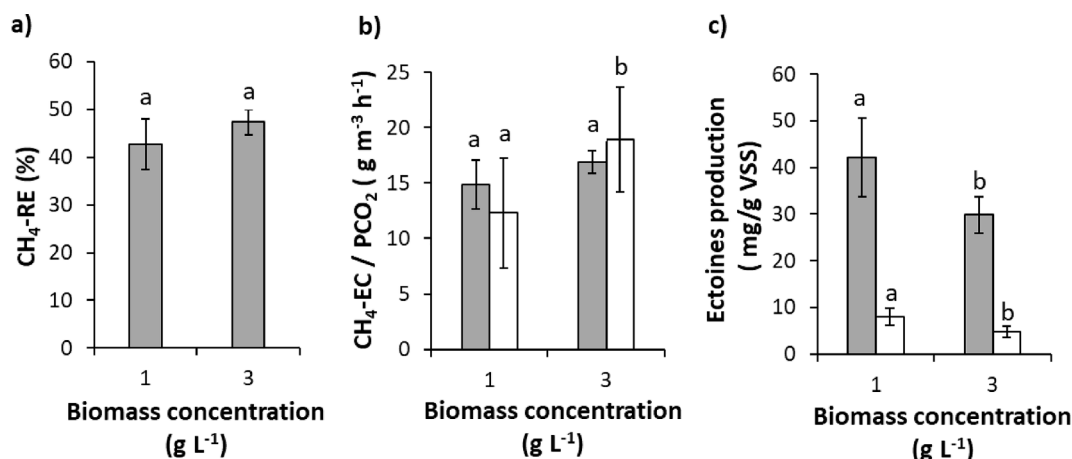 a)
CH₄-RE (%)
60
50
40
30
20
10
0
a
a
1
3
Biomass concentration
(g L⁻¹)
b)
CH₄-EC / PCO₂ ( g m⁻³ h⁻¹)
25
20
15
10
5
0
a
a
a
b
1
3
Biomass concentration
(g L⁻¹)
c)
Ectoines production
( mg/g VSS)
60
50
40
30
20
10
0
a
a
b
b
1
3
Biomass concentration
(g L⁻¹)